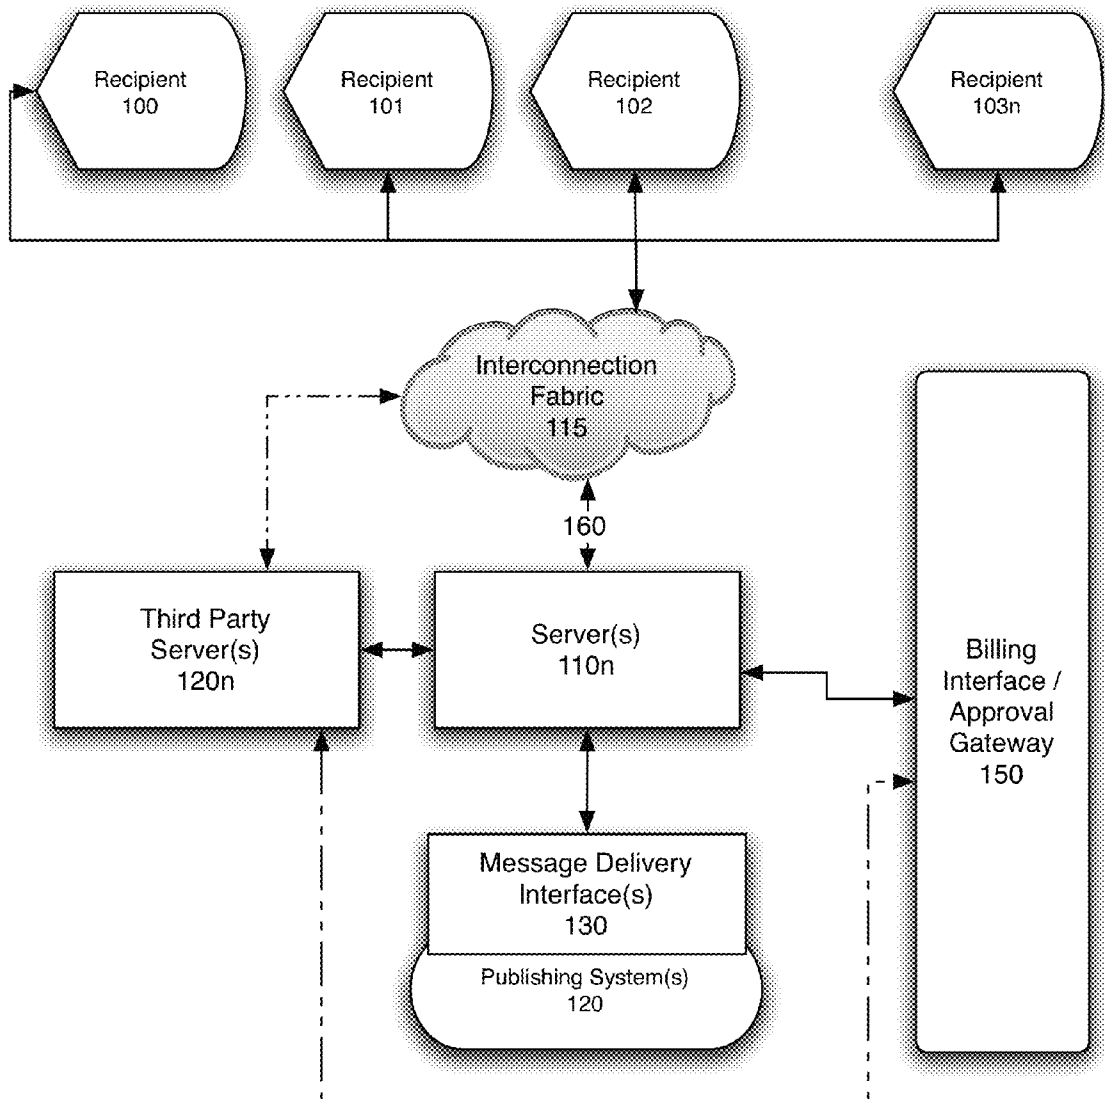 Recipient
100
Recipient
101
Recipient
102
Recipient
103n
Interconnection
Fabric
115
160
Third Party
Server(s)
120n
Server(s)
110n
Billing
Interface /
Approval
Gateway
150
Message Delivery
Interface(s)
130
Publishing System(s)
120